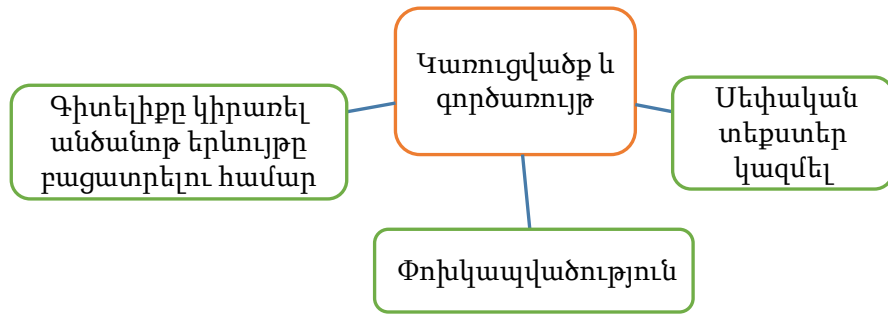 Կառուցվածք և
գործառույթ
Գիտելիքը կիրառել
անծանոթ երևույթը
բացատրելու համար
Սեփական
տեքստեր
կազմել
Փոխկապվածություն